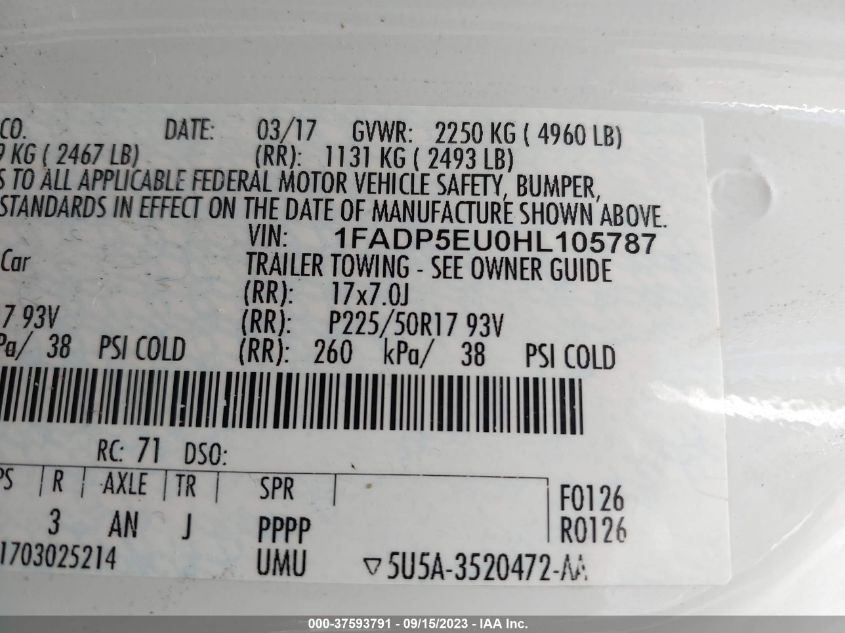 CO. DATE: 03/17 GVWR: 2250 KG ( 4960 LB)
KG ( 2467 LB) (RR): 1131 KG ( 2493 LB)
S TO ALL APPLICABLE FEDERAL MOTOR VEHICLE SAFETY, BUMPER,
STANDARDS IN EFFECT ON THE DATE OF MANUFACTURE SHOWN ABOVE.
VIN: 1FADP5EU0HL105787
Car TRAILER TOWING - SEE OWNER GUIDE
(RR): 17x7.0J
7 93V (RR): P225/50R17 93V
Pa/ 38 PSI COLD (RR): 260 kPa/ 38 PSI COLD
RC: 71 DSO:
PS R AXLE TR SPR F0126
3 AN J PPPP R0126
1703025214 UMU ▽ 5U5A-3520472-AA
000-37593791 - 09/15/2023 - IAA Inc.